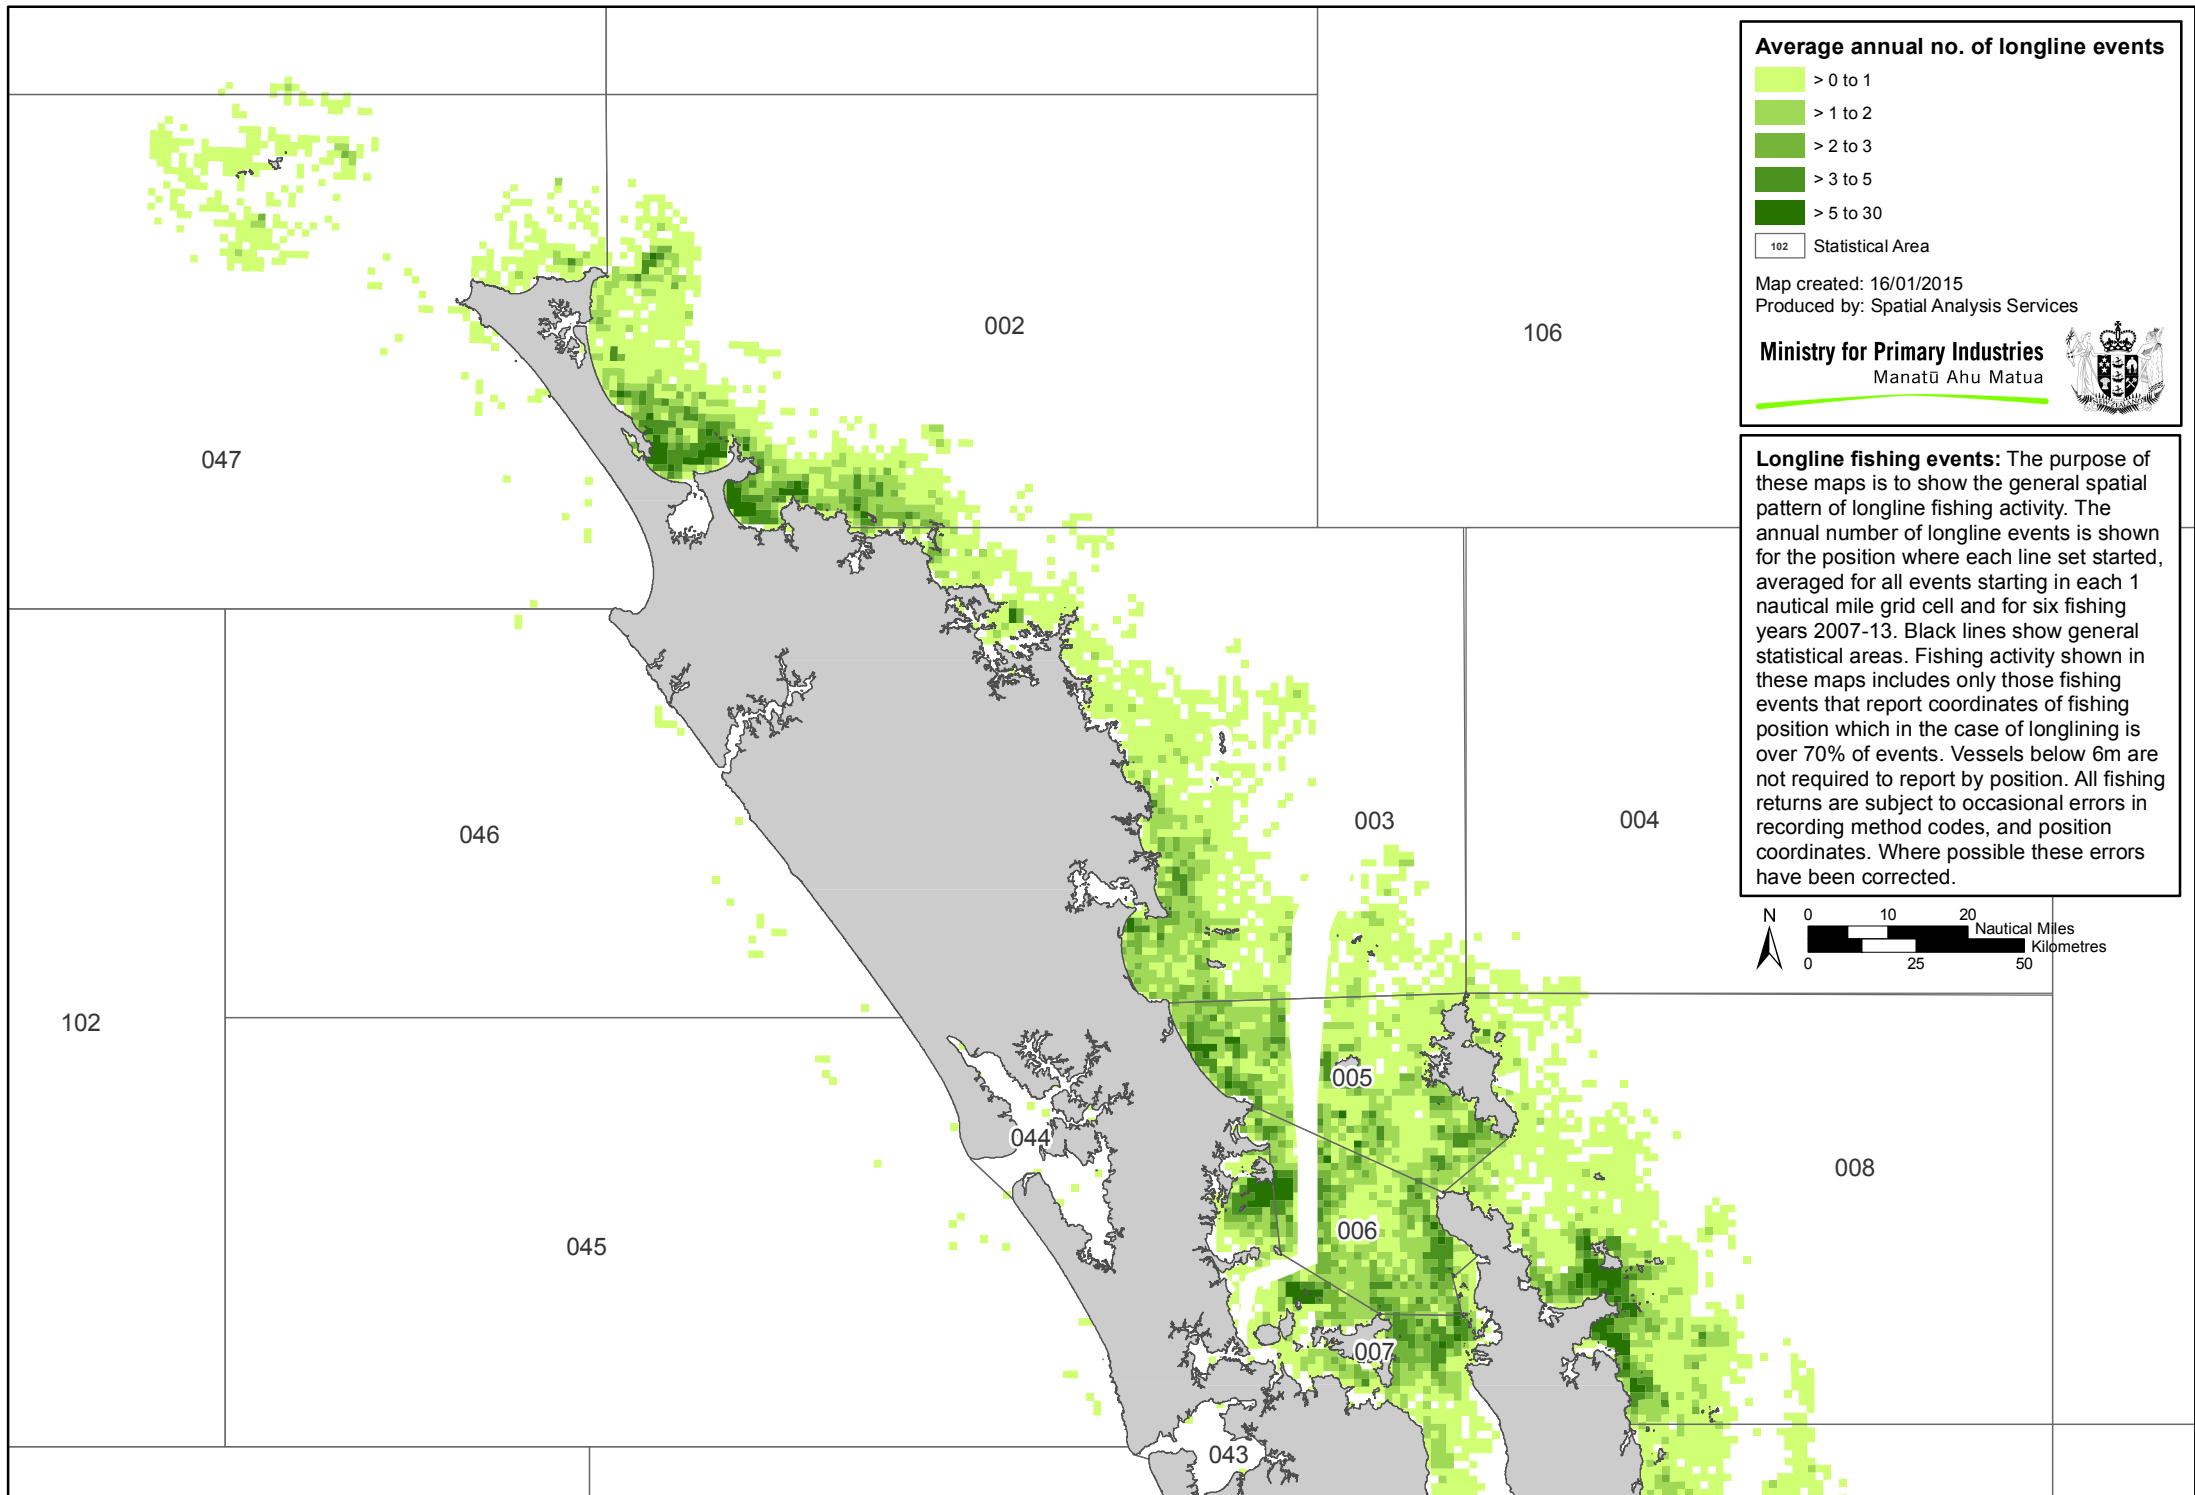 Average annual no. of longline events
> 0 to 1
> 1 to 2
> 2 to 3
> 3 to 5
> 5 to 30
102 Statistical Area
Map created: 16/01/2015
Produced by: Spatial Analysis Services
Ministry for Primary Industries
Manatū Ahu Matua
Longline fishing events: The purpose of
these maps is to show the general spatial
pattern of longline fishing activity. The
annual number of longline events is shown
for the position where each line set started,
averaged for all events starting in each 1
nautical mile grid cell and for six fishing
years 2007-13. Black lines show general
statistical areas. Fishing activity shown in
these maps includes only those fishing
events that report coordinates of fishing
position which in the case of longlining is
over 70% of events. Vessels below 6m are
not required to report by position. All fishing
returns are subject to occasional errors in
recording method codes, and position
coordinates. Where possible these errors
have been corrected.
N
0 10 20
Nautical Miles
Kilometres
0 25 50
002
106
047
003
004
046
102
005
044
008
006
045
007
043